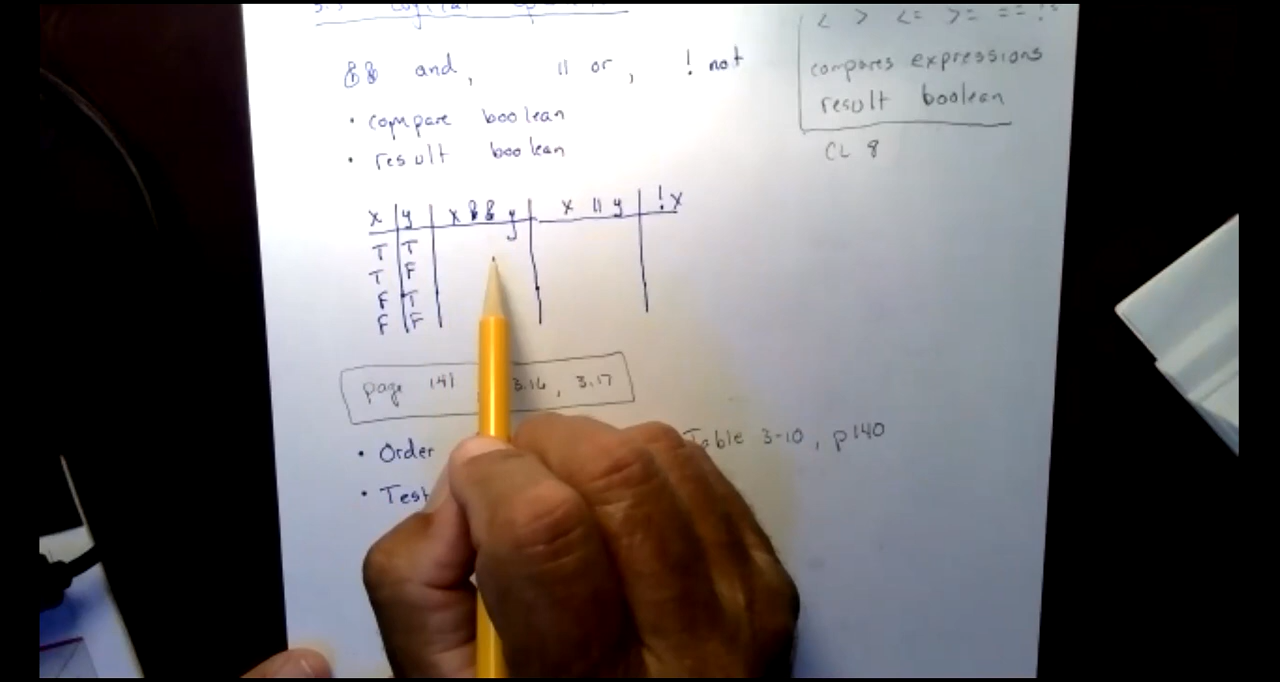 && and, || or, ! not
• compare boolean
• result boolean
< > <= >= ==
compares expressions
result boolean
CL 8
x y x && y x || y !x
T T
T F
F T
F F
page 141 3.16, 3.17
• Order Table 3-10, p140
• Test